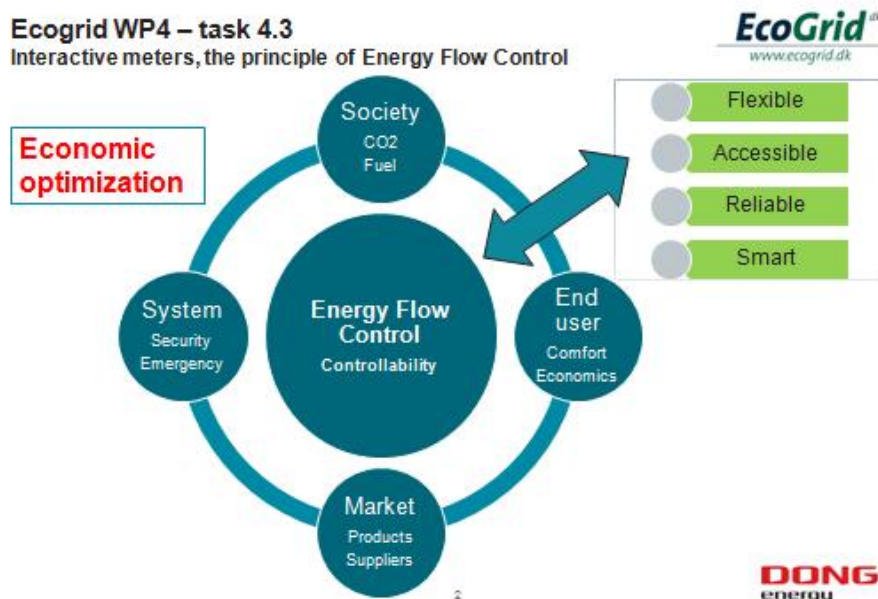 Ecogrid WP4 – task 4.3
Interactive meters, the principle of Energy Flow Control
EcoGrid dk
www.ecogrid.dk
Economic
optimization
Society
CO2
Fuel
Flexible
Accessible
Reliable
Smart
System
Security
Emergency
Energy Flow
Control
Controllability
End
user
Comfort
Economics
Market
Products
Suppliers
2
DONG
energy